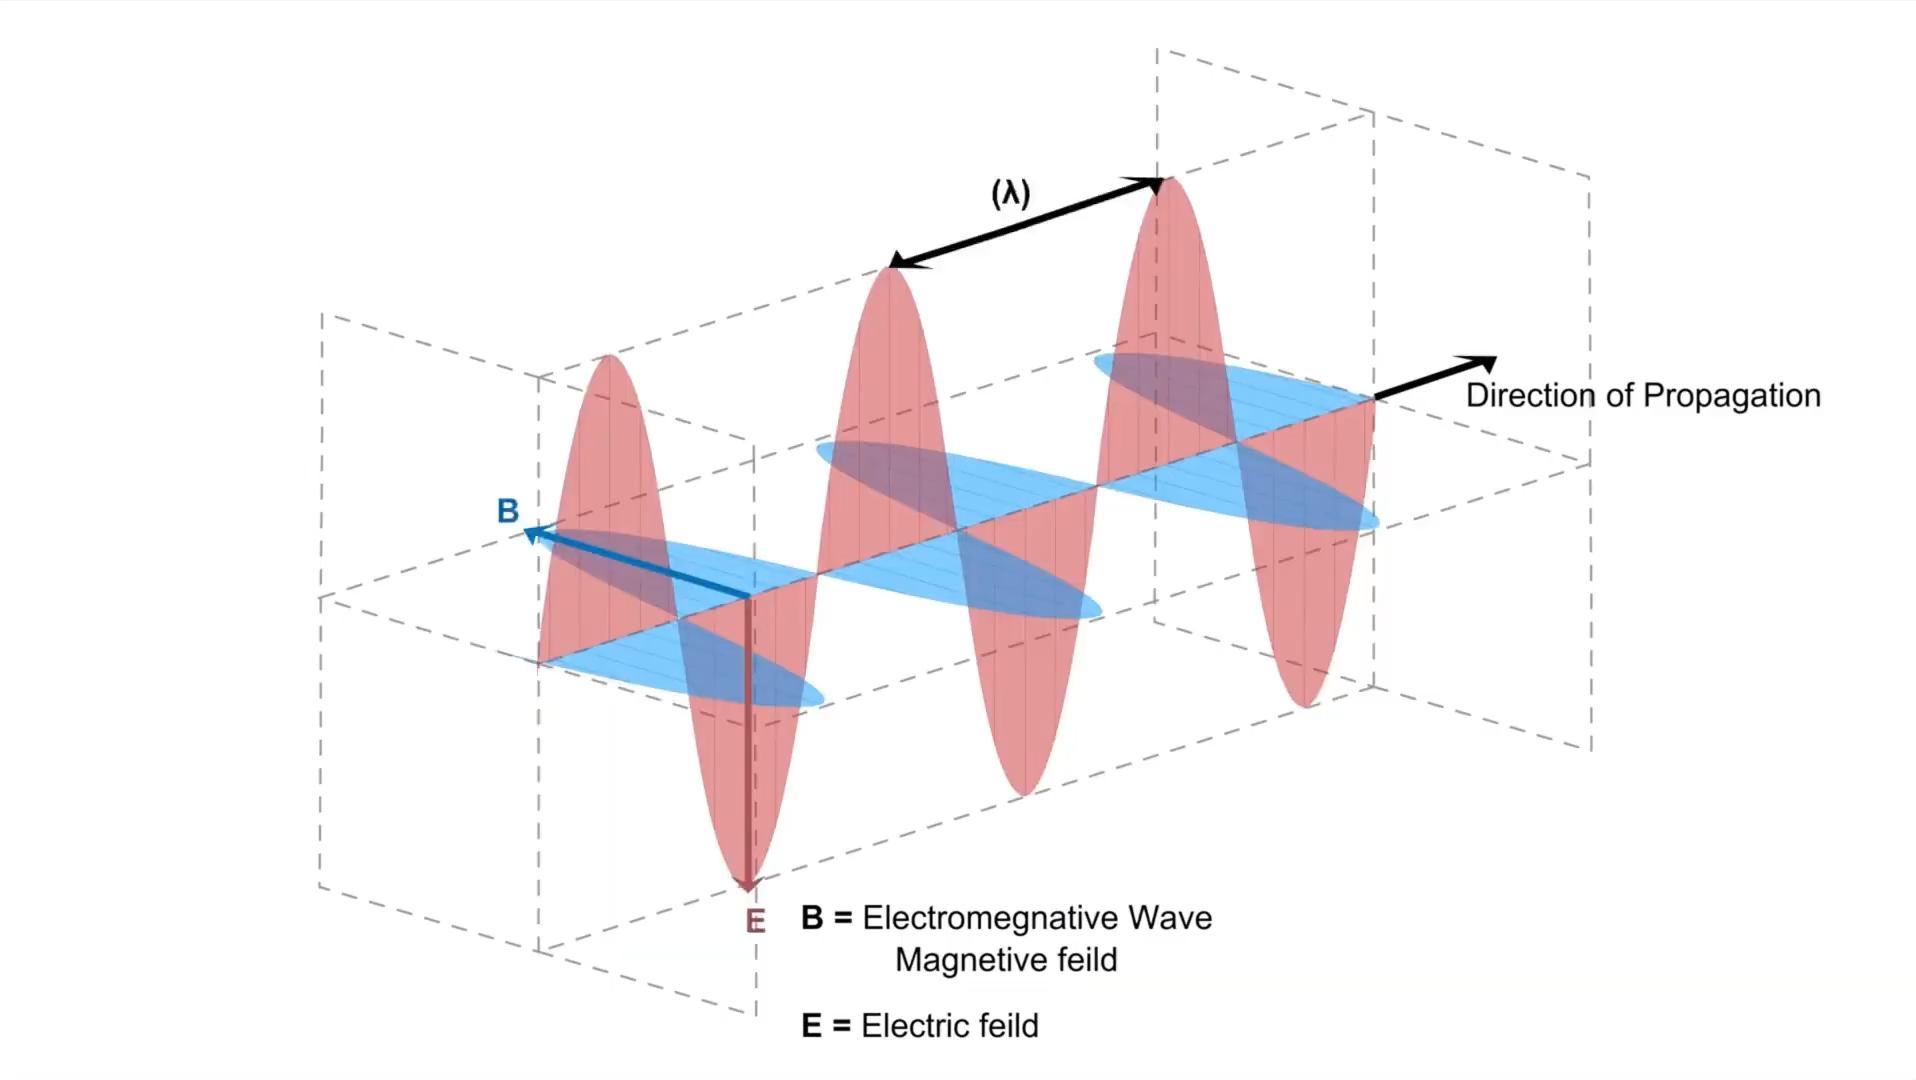 (λ)
Direction of Propagation
B
E
B = Electromegnative Wave
Magnetive feild
E = Electric feild